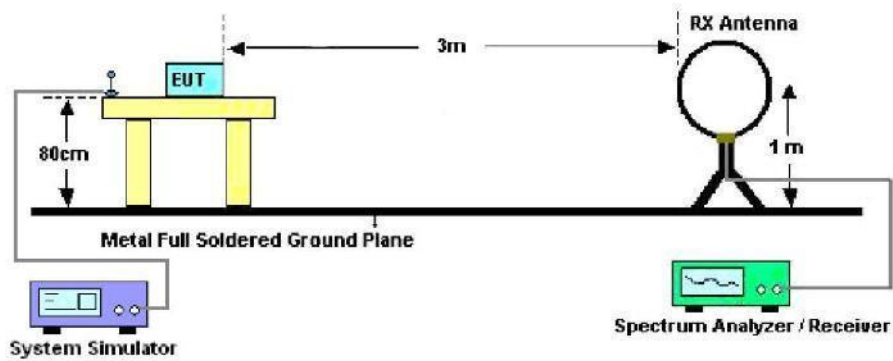 RX Antenna
3m
EUT
80cm
1 m
Metal Full Soldered Ground Plane
System Simulator
Spectrum Analyzer / Receiver